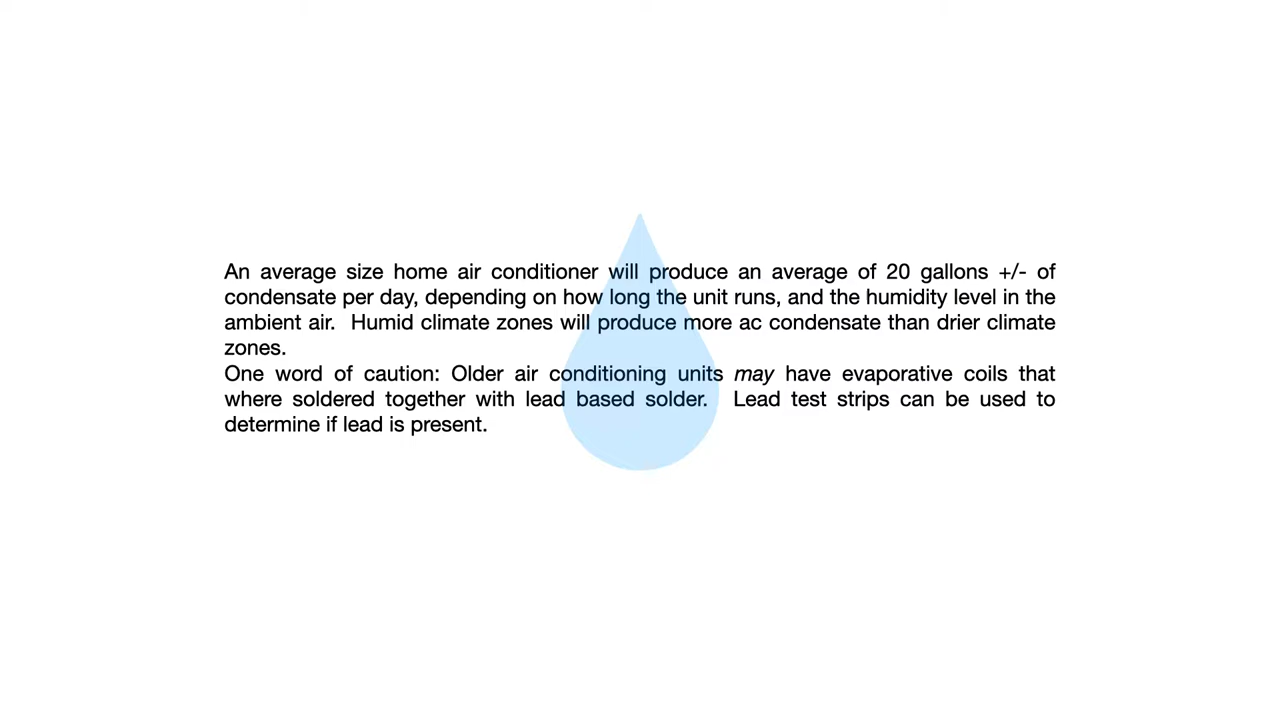 An average size home air conditioner will produce an average of 20 gallons +/- of
condensate per day, depending on how long the unit runs, and the humidity level in the
ambient air.  Humid climate zones will produce more ac condensate than drier climate
zones.
One word of caution: Older air conditioning units may have evaporative coils that
where soldered together with lead based solder.  Lead test strips can be used to
determine if lead is present.